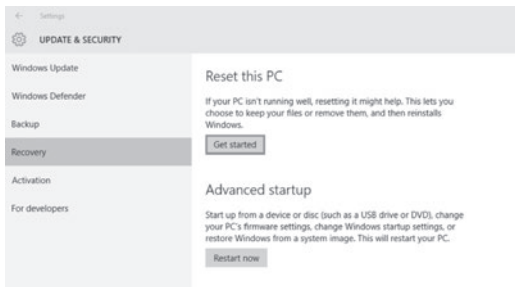 Settings
UPDATE & SECURITY
Windows Update
Windows Defender
Backup
Recovery
Activation
For developers
Reset this PC
If your PC isn't running well, resetting it might help. This lets you
choose to keep your files or remove them, and then reinstalls
Windows.
Get started
Advanced startup
Start up from a device or disc (such as a USB drive or DVD), change
your PC's firmware settings, change Windows startup settings, or
restore Windows from a system image. This will restart your PC.
Restart now